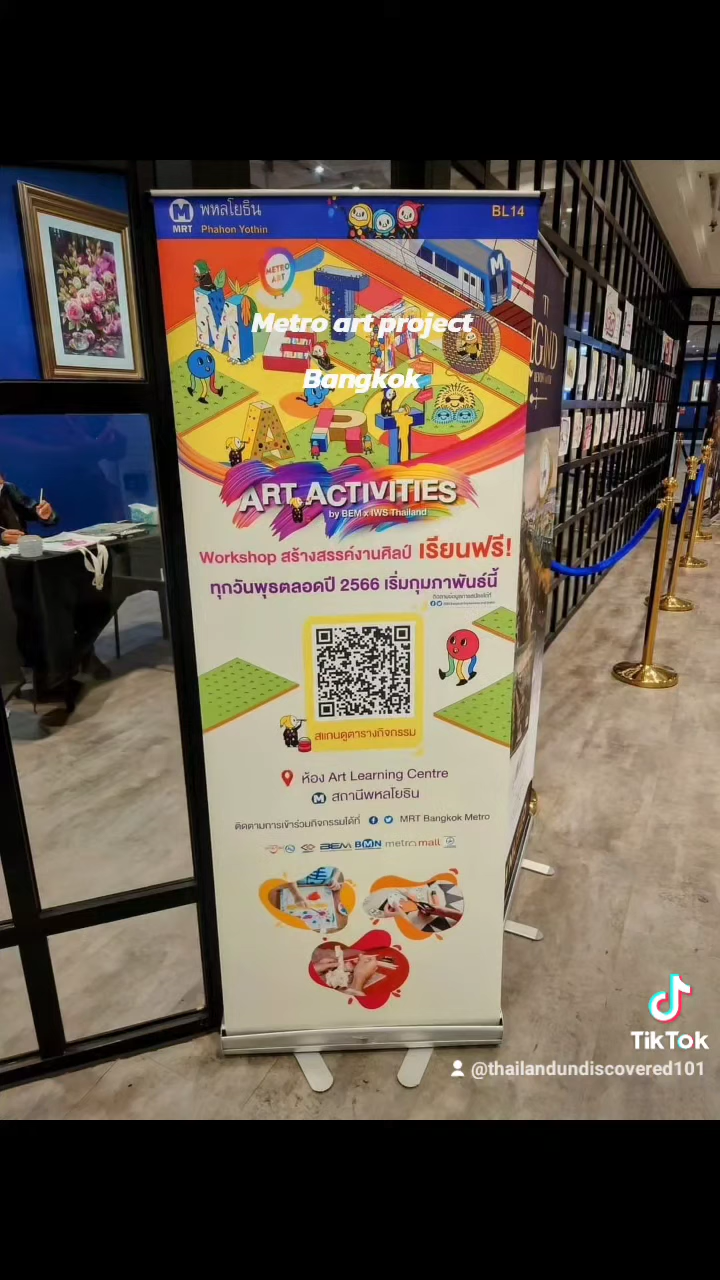 M
MRT
พหลโยธิน
Phahon Yothin
BL14
METRO
ART
M
METRO
ART
Metro art project
Bangkok
ART ACTIVITIES
by BEM x IWS Thailand
Workshop สร้างสรรค์งานศิลป์ เรียนฟรี!
ทุกวันพุธตลอดปี 2566 เริ่มกุมภาพันธ์นี้
สแกนดูตารางกิจกรรม
ห้อง Art Learning Centre
M สถานีพหลโยธิน
ติดตามการเข้าร่วมกิจกรรมได้ที่ MRT Bangkok Metro
BEM BMN metromall
TikTok
@thailandundiscovered101